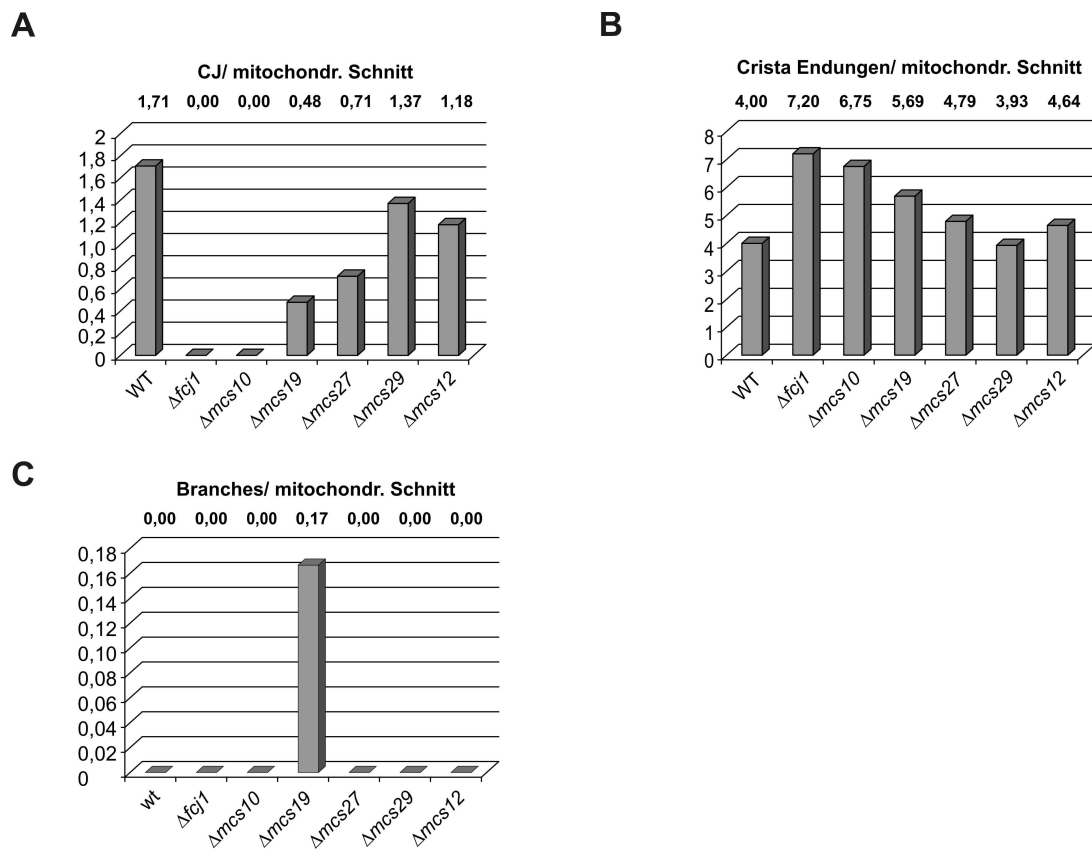 A
CJ/ mitochondr. Schnitt
1,71 0,00 0,00 0,48 0,71 1,37 1,18
2
1,8
1,6
1,4
1,2
1,0
0,8
0,6
0,4
0,2
0
WT Δfcj1 Δmcs10 Δmcs19 Δmcs27 Δmcs29 Δmcs12
B
Crista Endungen/ mitochondr. Schnitt
4,00 7,20 6,75 5,69 4,79 3,93 4,64
8
7
6
5
4
3
2
1
0
WT Δfcj1 Δmcs10 Δmcs19 Δmcs27 Δmcs29 Δmcs12
C
Branches/ mitochondr. Schnitt
0,00 0,00 0,00 0,17 0,00 0,00 0,00
0,18
0,16
0,14
0,12
0,10
0,08
0,06
0,04
0,02
0
wt Δfcj1 Δmcs10 Δmcs19 Δmcs27 Δmcs29 Δmcs12